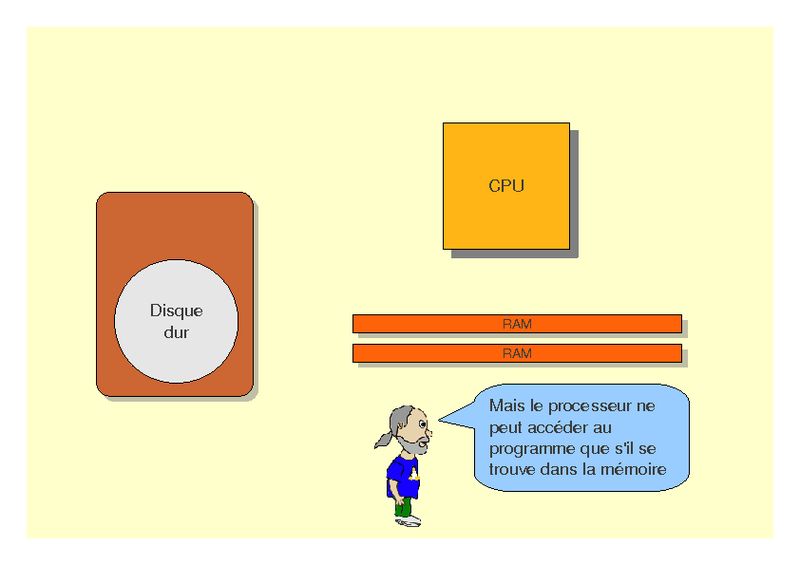 CPU
Disque
dur
RAM
RAM
Mais le processeur ne
peut accéder au
programme que s'il se
trouve dans la mémoire